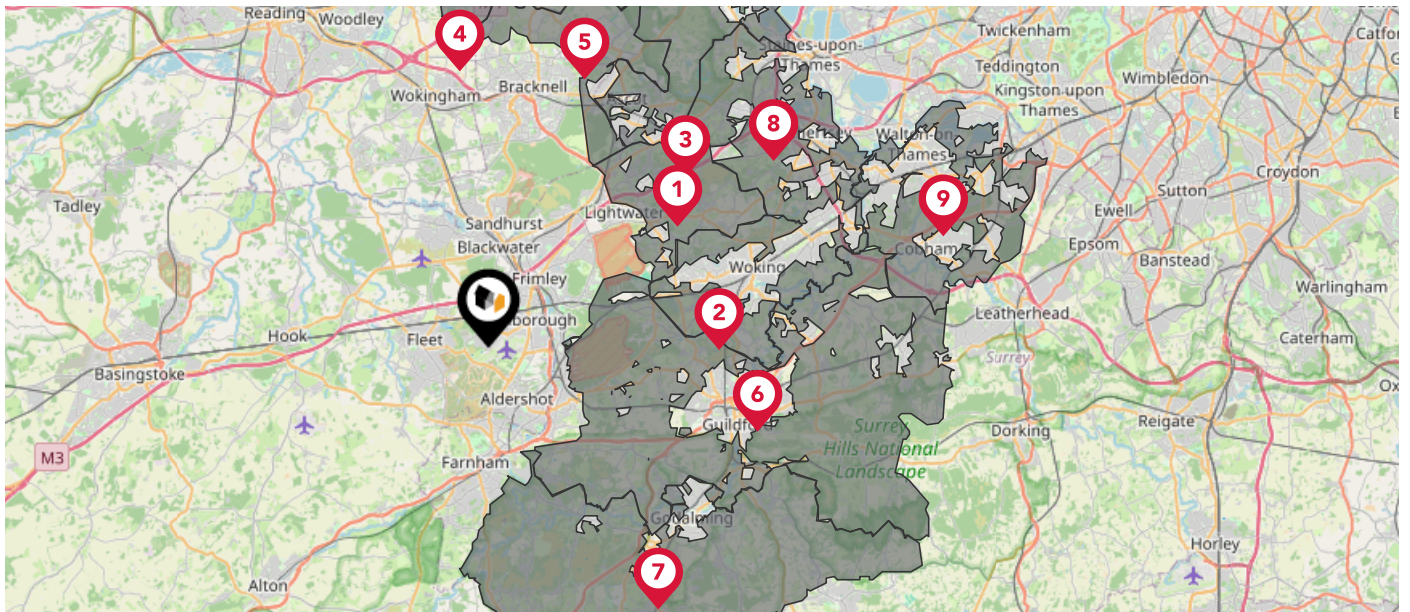 Reading
Woodley
4
5
Wokingham
Bracknell
Staines-upon-
Thames
Twickenham
Teddington
Kingston upon
Thames
Wimbledon
Croydon
Tadley
3
8
Walton-on-
Thames
Sutton
1
9
Lightwater
Sandhurst
Blackwater
Cobham
Ewell
Epsom
Banstead
Frimley
Woking
Warlingham
2
Hook
Fleet
Leatherhead
Caterham
Basingstoke
Surrey
Aldershot
6
Guildford
Surrey
Hills National
Landscape
Dorking
Reigate
M3
Farnham
Godalming
Horley
7
Alton